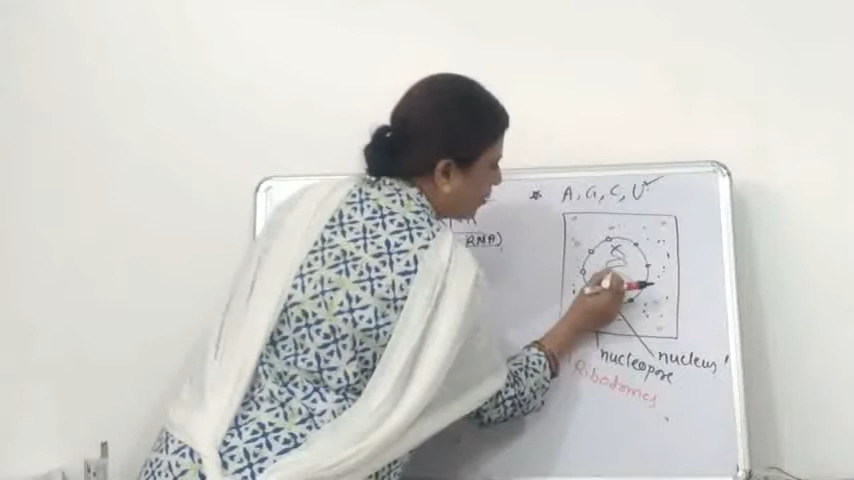 * A, G, C, U ✓
RNA)
nucleopore
nucleus
Ribosomes